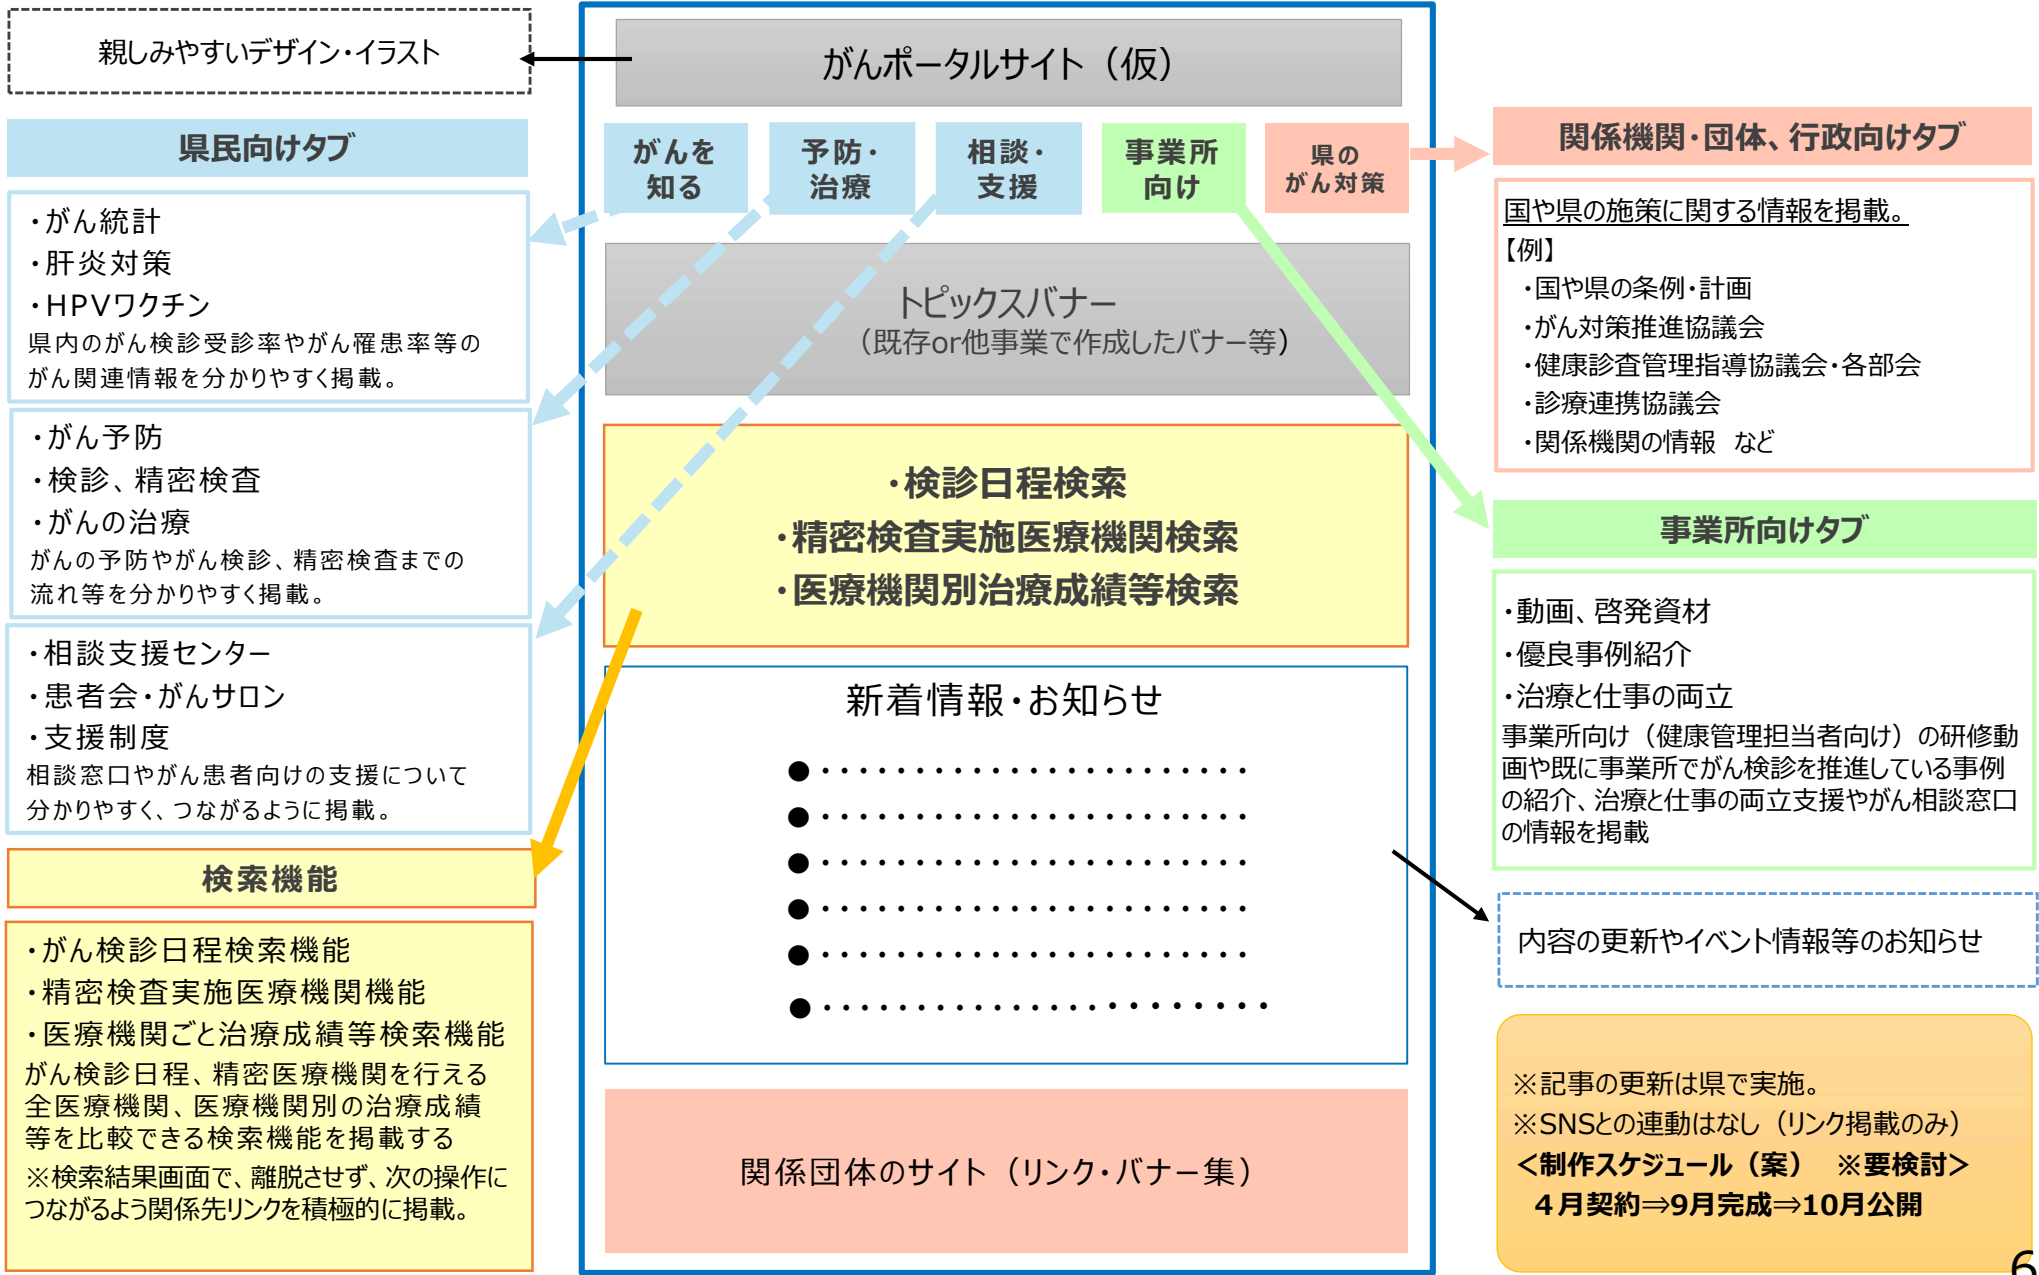 親しみやすいデザイン・イラスト
県民向けタブ
・がん統計
・肝炎対策
・HPVワクチン
県内のがん検診受診率やがん罹患率等の
がん関連情報を分かりやすく掲載。
・がん予防
・検診、精密検査
・がんの治療
がんの予防やがん検診、精密検査までの
流れ等を分かりやすく掲載。
・相談支援センター
・患者会・がんサロン
・支援制度
相談窓口やがん患者向けの支援について
分かりやすく、つながるように掲載。
検索機能
・がん検診日程検索機能
・精密検査実施医療機関機能
・医療機関ごと治療成績等検索機能
がん検診日程、精密医療機関を行える
全医療機関、医療機関別の治療成績
等を比較できる検索機能を掲載する
※検索結果画面で、離脱させず、次の操作に
つながるよう関係先リンクを積極的に掲載。
がんポータルサイト（仮）
がんを
知る
予防・
治療
相談・
支援
事業所
向け
県の
がん対策
トピックスバナー
（既存or他事業で作成したバナー等）
・検診日程検索
・精密検査実施医療機関検索
・医療機関別治療成績等検索
新着情報・お知らせ
●・・・・・・・・・・・・・・・・・・・・・・・
●・・・・・・・・・・・・・・・・・・・・・・・
●・・・・・・・・・・・・・・・・・・・・・・・
●・・・・・・・・・・・・・・・・・・・・・・・
●・・・・・・・・・・・・・・・・・・・・・・・
●・・・・・・・・・・・・・・・・・・・・・・・
関係団体のサイト（リンク・バナー集）
関係機関・団体、行政向けタブ
国や県の施策に関する情報を掲載。
【例】
・国や県の条例・計画
・がん対策推進協議会
・健康診査管理指導協議会・各部会
・診療連携協議会
・関係機関の情報　など
事業所向けタブ
・動画、啓発資材
・優良事例紹介
・治療と仕事の両立
事業所向け（健康管理担当者向け）の研修動
画や既に事業所でがん検診を推進している事例
の紹介、治療と仕事の両立支援やがん相談窓口
の情報を掲載
内容の更新やイベント情報等のお知らせ
※記事の更新は県で実施。
※SNSとの連動はなし（リンク掲載のみ）
＜制作スケジュール（案）　※要検討＞
４月契約⇒9月完成⇒10月公開
6